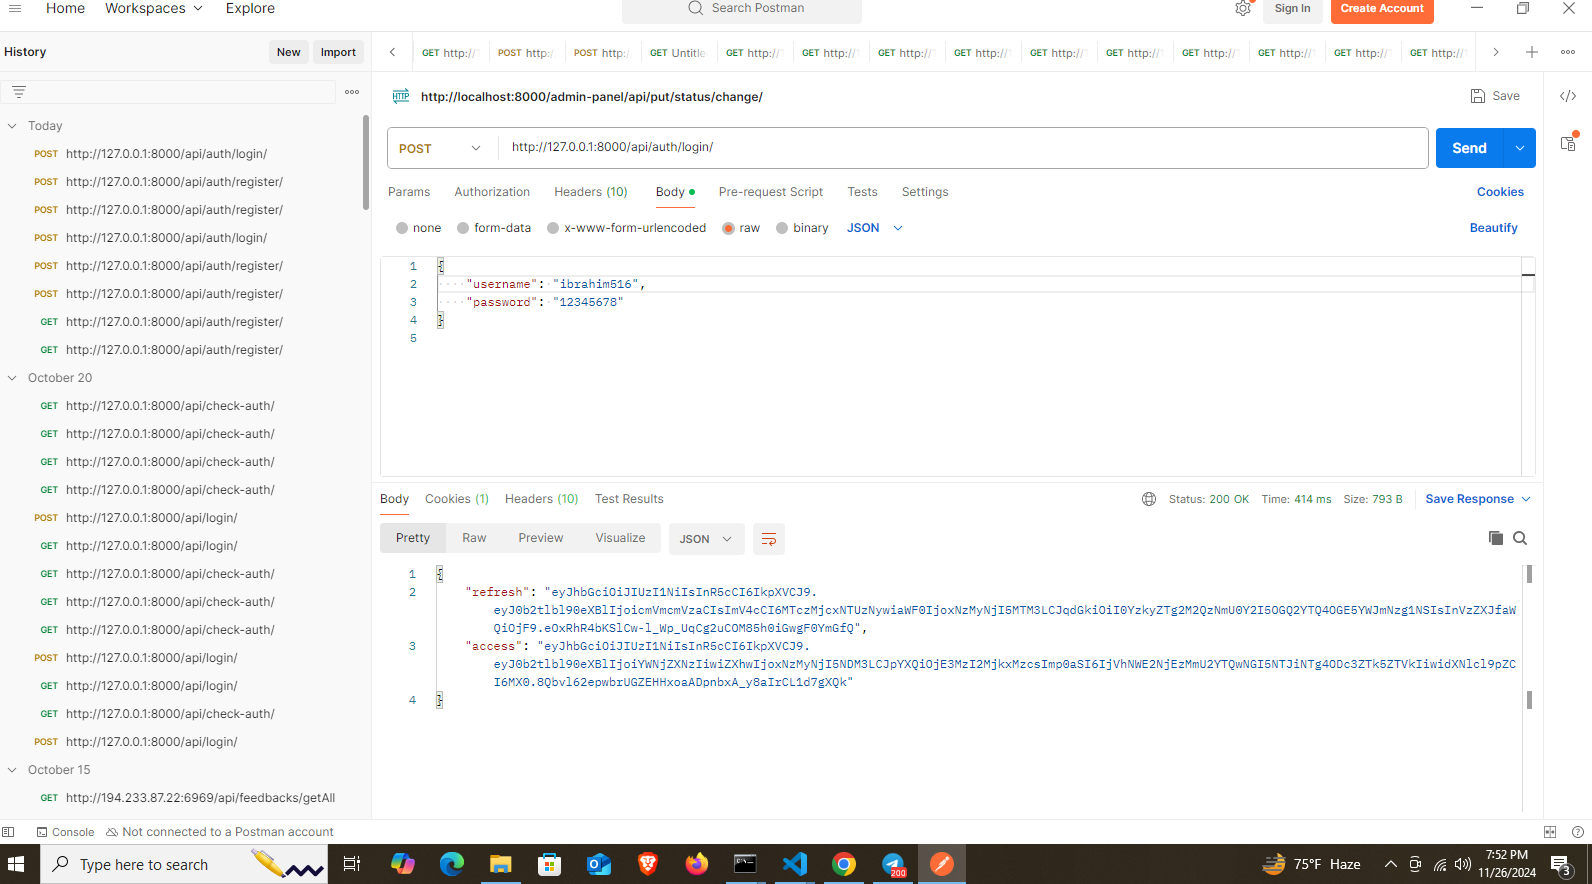 Home Workspaces Explore Search Postman Sign In Create Account
History New Import
GET http:// POST http:/ POST http:/ GET Untitle GET http:// GET http:// GET http:// GET http:// GET http:// GET http:// GET http:// GET http:// GET http:// GET http://
HTTP http://localhost:8000/admin-panel/api/put/status/change/ Save
Today
POST http://127.0.0.1:8000/api/auth/login/
POST http://127.0.0.1:8000/api/auth/register/
POST http://127.0.0.1:8000/api/auth/register/
POST http://127.0.0.1:8000/api/auth/login/
POST http://127.0.0.1:8000/api/auth/register/
POST http://127.0.0.1:8000/api/auth/register/
GET http://127.0.0.1:8000/api/auth/register/
GET http://127.0.0.1:8000/api/auth/register/
October 20
GET http://127.0.0.1:8000/api/check-auth/
GET http://127.0.0.1:8000/api/check-auth/
GET http://127.0.0.1:8000/api/check-auth/
GET http://127.0.0.1:8000/api/check-auth/
POST http://127.0.0.1:8000/api/login/
GET http://127.0.0.1:8000/api/login/
GET http://127.0.0.1:8000/api/check-auth/
GET http://127.0.0.1:8000/api/check-auth/
GET http://127.0.0.1:8000/api/check-auth/
POST http://127.0.0.1:8000/api/login/
GET http://127.0.0.1:8000/api/login/
GET http://127.0.0.1:8000/api/check-auth/
POST http://127.0.0.1:8000/api/login/
October 15
GET http://194.233.87.22:6969/api/feedbacks/getAll
POST http://127.0.0.1:8000/api/auth/login/ Send
Params Authorization Headers (10) Body Pre-request Script Tests Settings Cookies
none form-data x-www-form-urlencoded raw binary JSON Beautify
1 {
2 "username": "ibrahim516",
3 "password": "12345678"
4 }
5
Body Cookies (1) Headers (10) Test Results Status: 200 OK Time: 414 ms Size: 793 B Save Response
Pretty Raw Preview Visualize JSON
1 {
2 "refresh": "eyJhbGciOiJIUzI1NiIsInR5cCI6IkpXVCJ9.
eyJ0b2tlbl90eXBlIjoicmVmcmVzaCIsImV4cCI6MTczMjcxNTUzNywiaWF0IjoxNzMyNjI5MTM3LCJqdGkiOiI0YzkyZTg2M2QzNmU0Y2I5OGQ2YTQ4OGE5YWJmNzg1NSIsInVzZXJfaW
QiOjF9.eOxRhR4bKSlCw-l_Wp_UqCg2uCOM85h0iGwgF0YmGfQ",
3 "access": "eyJhbGciOiJIUzI1NiIsInR5cCI6IkpXVCJ9.
eyJ0b2tlbl90eXBlIjoiYWNjZXNzIiwiZXhwIjoxNzMyNjI5NDM3LCJpYXQiOjE3MzI2MjkxMzcsImp0aSI6IjVhNWE2NjEzMmU2YTQwNGI5NTJiNTg4ODc3ZTk5ZTVkIiwidXNlcl9pZC
I6MX0.8Qbvl62epwbrUGZEHHxoaADpnbxA_y8aIrCL1d7gXQk"
4 }
Console Not connected to a Postman account
Type here to search 200 75°F Haze 7:52 PM
11/26/2024 3